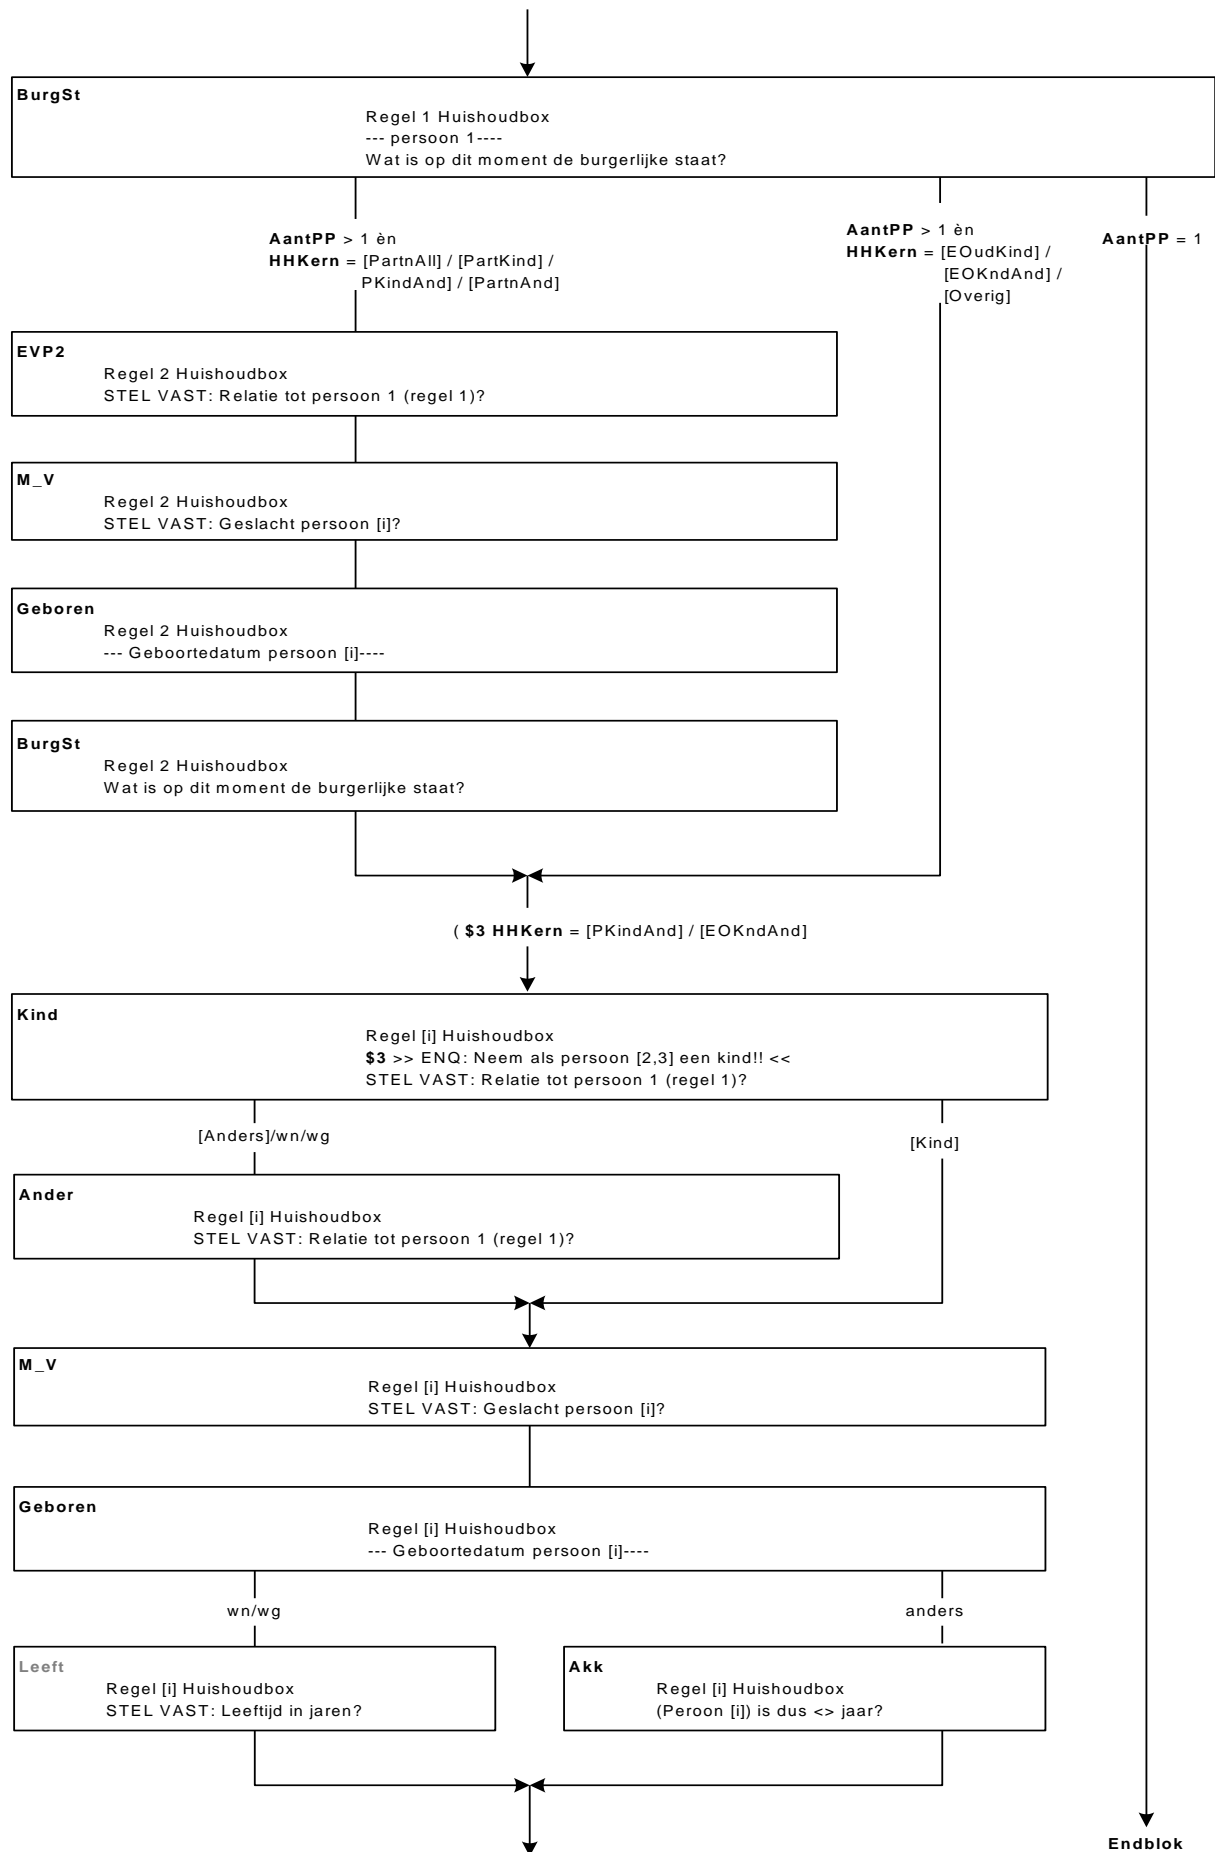 BurgSt
Regel 1 Huishoudbox
--- persoon 1----
Wat is op dit moment de burgerlijke staat?
AantPP > 1 èn
HHKern = [PartnAll] / [PartKind] /
PKindAnd] / [PartnAnd]
AantPP > 1 èn
HHKern = [EOudKind] /
[EOKndAnd] /
[Overig]
AantPP = 1
EVP2
Regel 2 Huishoudbox
STEL VAST: Relatie tot persoon 1 (regel 1)?
M_V
Regel 2 Huishoudbox
STEL VAST: Geslacht persoon [i]?
Geboren
Regel 2 Huishoudbox
--- Geboortedatum persoon [i]----
BurgSt
Regel 2 Huishoudbox
Wat is op dit moment de burgerlijke staat?
( $3 HHKern = [PKindAnd] / [EOKndAnd]
Kind
Regel [i] Huishoudbox
$3 >> ENQ: Neem als persoon [2,3] een kind!! <<
STEL VAST: Relatie tot persoon 1 (regel 1)?
[Anders]/wn/wg
[Kind]
Ander
Regel [i] Huishoudbox
STEL VAST: Relatie tot persoon 1 (regel 1)?
M_V
Regel [i] Huishoudbox
STEL VAST: Geslacht persoon [i]?
Geboren
Regel [i] Huishoudbox
--- Geboortedatum persoon [i]----
wn/wg
anders
Leeft
Regel [i] Huishoudbox
STEL VAST: Leeftijd in jaren?
Akk
Regel [i] Huishoudbox
(Peroon [i]) is dus <> jaar?
Endblok